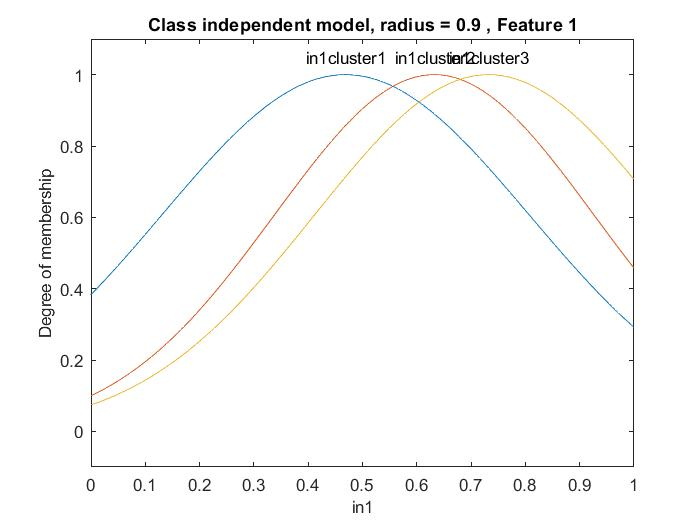 Class independent model, radius = 0.9 , Feature 1
in1cluster1 in1cluster2 in1cluster3
1
0.8
0.6
0.4
0.2
0
Degree of membership
0 0.1 0.2 0.3 0.4 0.5 0.6 0.7 0.8 0.9 1
in1